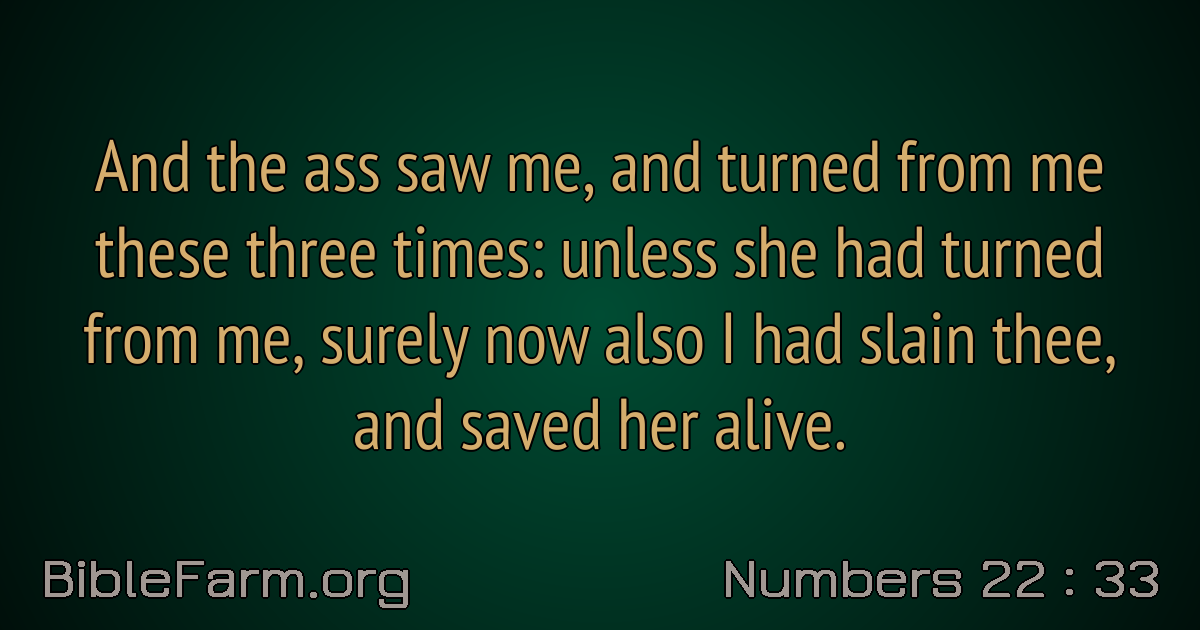 And the ass saw me, and turned from me
these three times: unless she had turned
from me, surely now also I had slain thee,
and saved her alive.
BibleFarm.org
Numbers 22 : 33